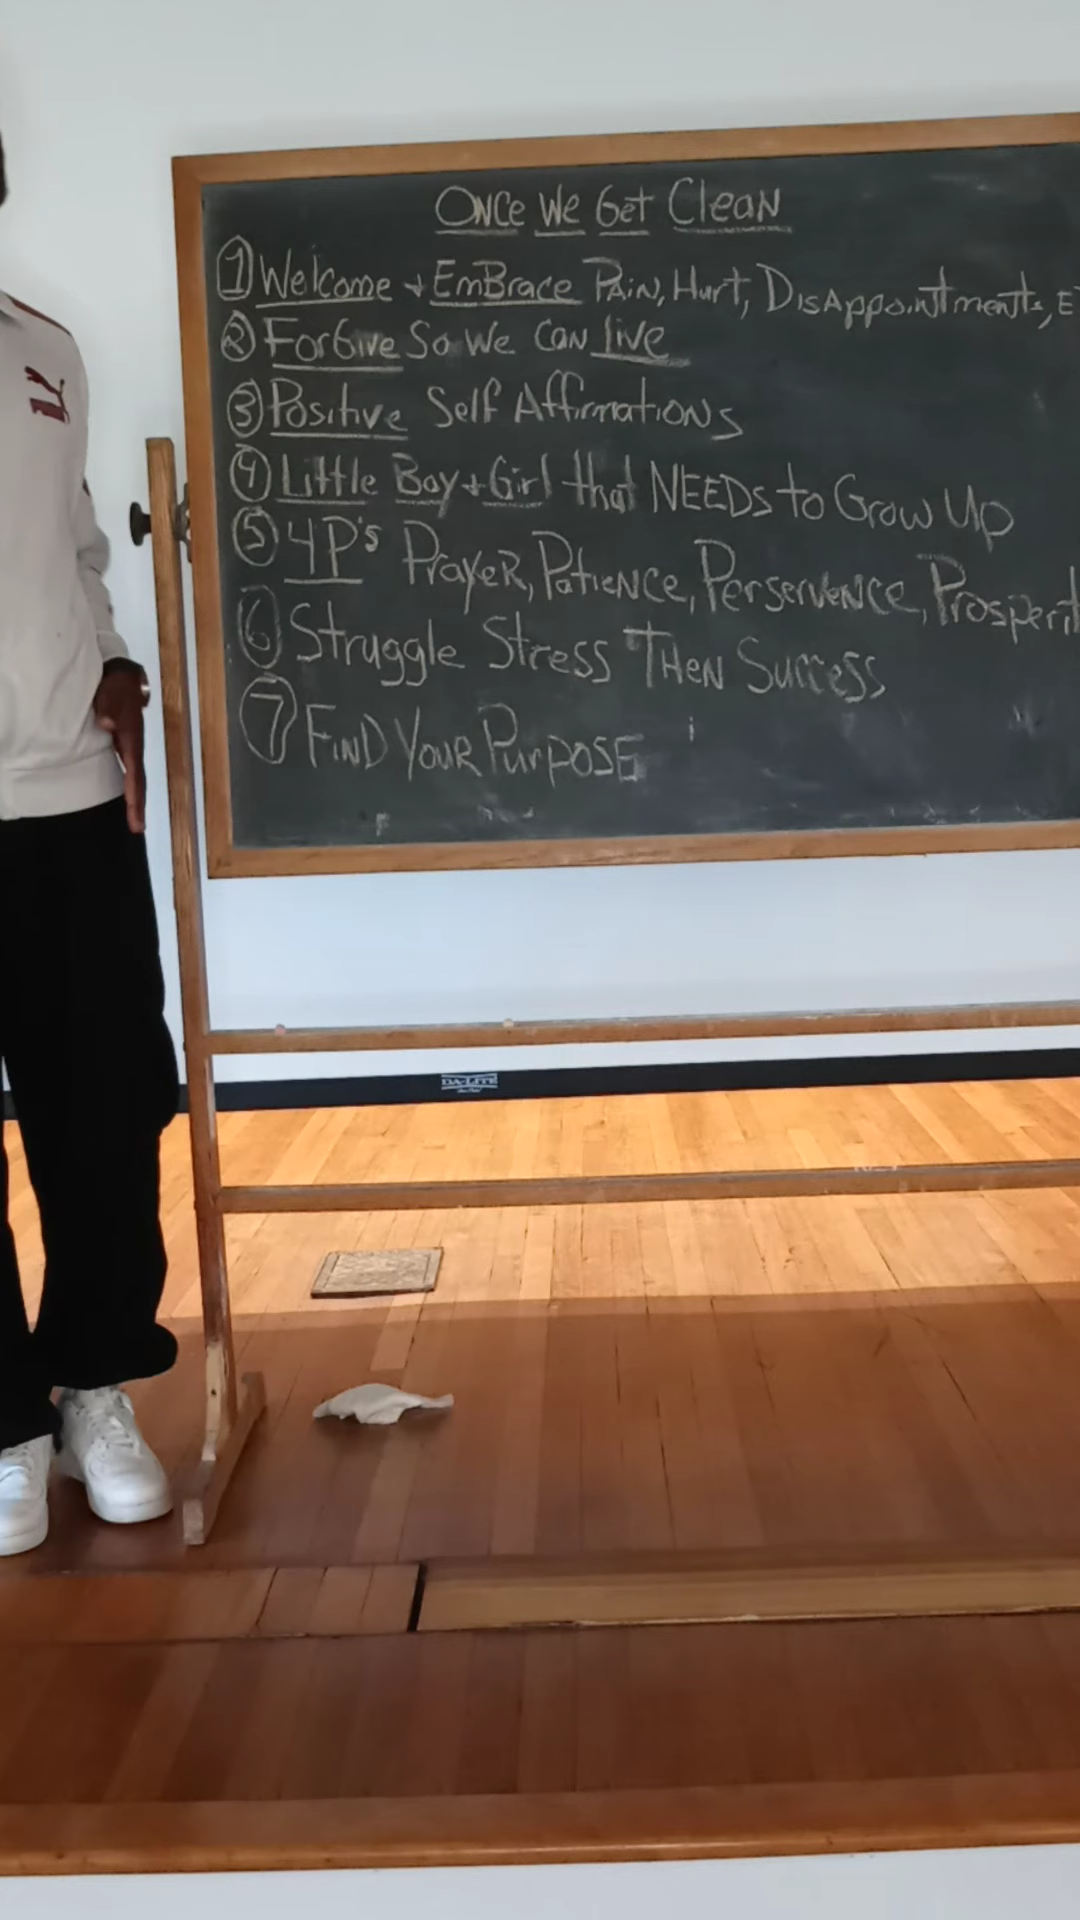 Once We Get Clean
① Welcome + Embrace Pain, Hurt, Disappointments, E
② Forgive So We Can live
③ Positive Self Affirmations
④ Little Boy + Girl that NEEDs to Grow Up
⑤ 4P's Prayer, Patience, Perservence, Prosperit
⑥ Struggle Stress Then Success
⑦ Find Your Purpose
DA-LITE